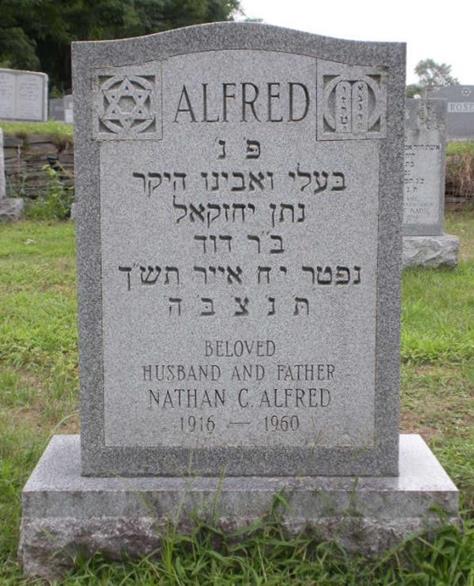 ALFRED
פ נ
בעלי ואבינו היקר
נתן יחזקאל
ב״ר דוד
נפטר י״ח אייר תש״ך
ת נ צ ב ה
BELOVED
HUSBAND AND FATHER
NATHAN C. ALFRED
1916 — 1960